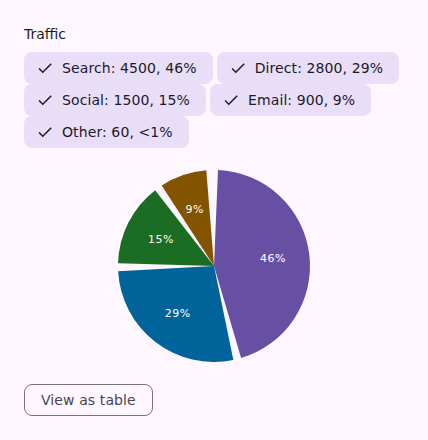 Traffic
Search: 4500, 46% Direct: 2800, 29%
Social: 1500, 15% Email: 900, 9%
Other: 60, <1%
9%
15%
46%
29%
View as table